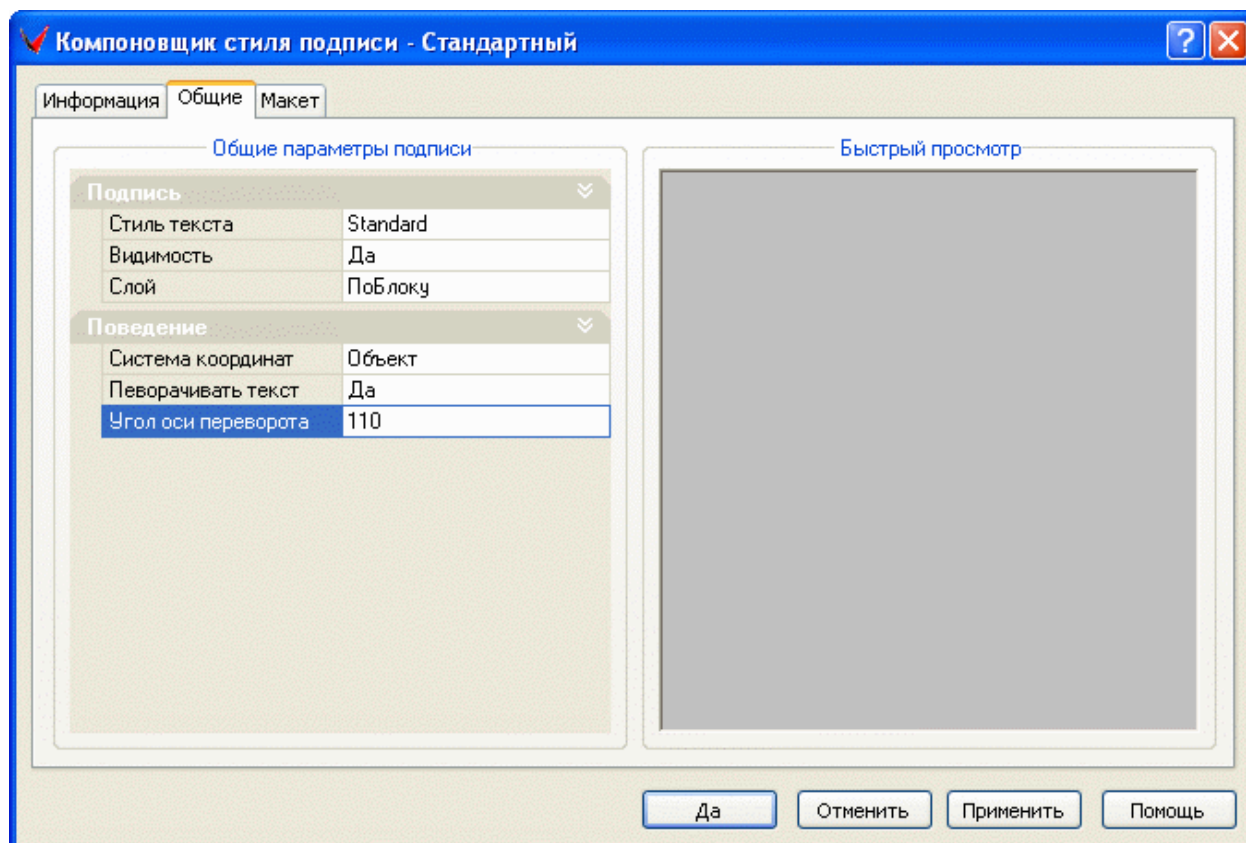 Компоновщик стиля подписи - Стандартный
Информация Общие Макет
Общие параметры подписи
Быстрый просмотр
Подпись
Стиль текста Standard
Видимость Да
Слой ПоБлоку
Поведение
Система координат Объект
Певорачивать текст Да
Угол оси переворота 110
Да Отменить Применить Помощь